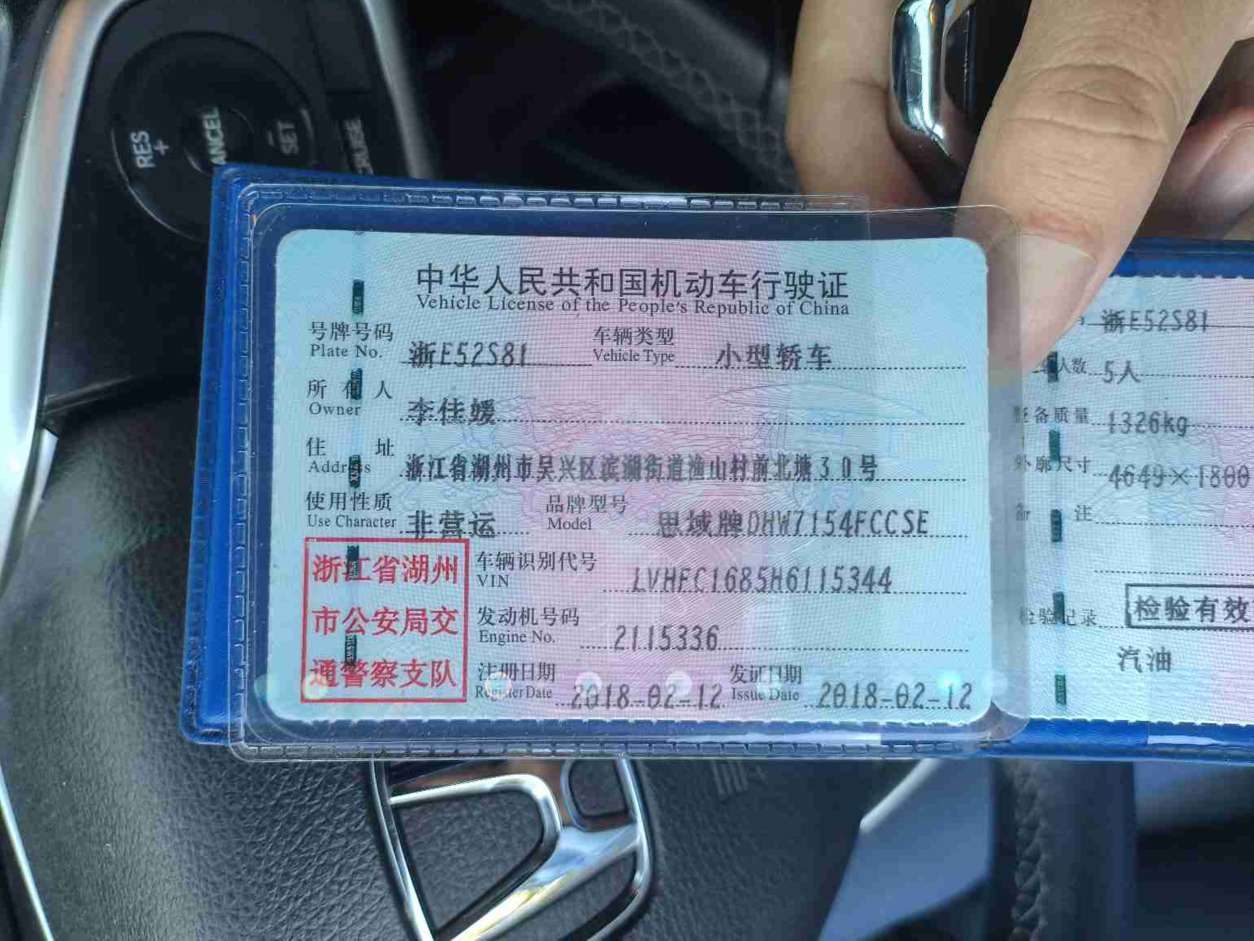 RES
+
CANCEL
−
SET
CRUISE
中华人民共和国机动车行驶证
Vehicle License of the People's Republic of China
号牌号码
Plate No.
浙E52S81
车辆类型
Vehicle Type
小型轿车
所有人
Owner
李佳媛
住址
Address
浙江省湖州市吴兴区滨湖街道渔山村前北塘30号
使用性质
Use Character
非营运
品牌型号
Model
思域牌DHW7154FCCSE
浙江省湖州
市公安局交
通警察支队
车辆识别代号
VIN
LVHFC1685H6115344
发动机号码
Engine No.
2115336
注册日期
Register Date
2018-02-12
发证日期
Issue Date
2018-02-12
浙E52S81
人数
5人
整备质量
1326kg
外廓尺寸
4649×1800
备注
检验记录
检验有效
汽油